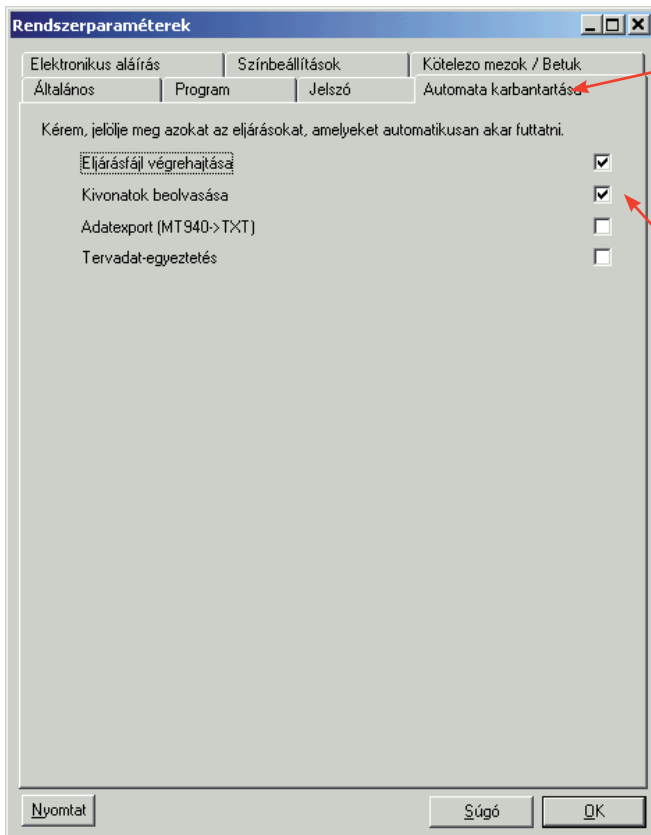 Rendszerparaméterek
Elektronikus aláírás Színbeállítások Kötelezo mezok / Betuk
Általános Program Jelszó Automata karbantartása
Kérem, jelölje meg azokat az eljárásokat, amelyeket automatikusan akar futtatni.
Eljárásfájl végrehajtása
Kivonatok beolvasása
Adatexport (MT940->TXT)
Tervadat-egyeztetés
Nyomtat Súgó OK